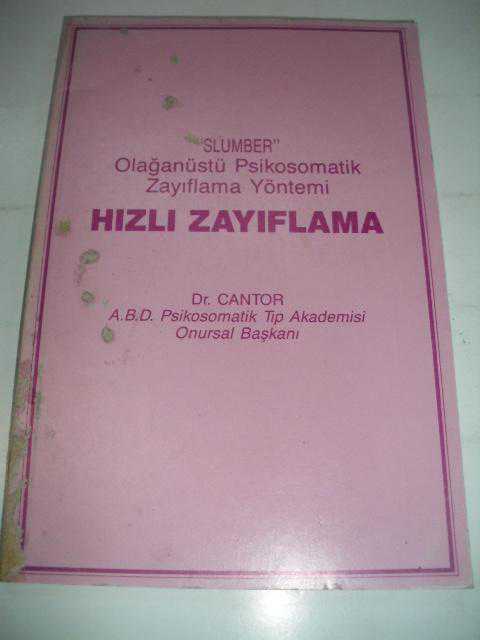 "SLUMBER"
Olağanüstü Psikosomatik
Zayıflama Yöntemi
HIZLI ZAYIFLAMA
Dr. CANTOR
A.B.D. Psikosomatik Tıp Akademisi
Onursal Başkanı